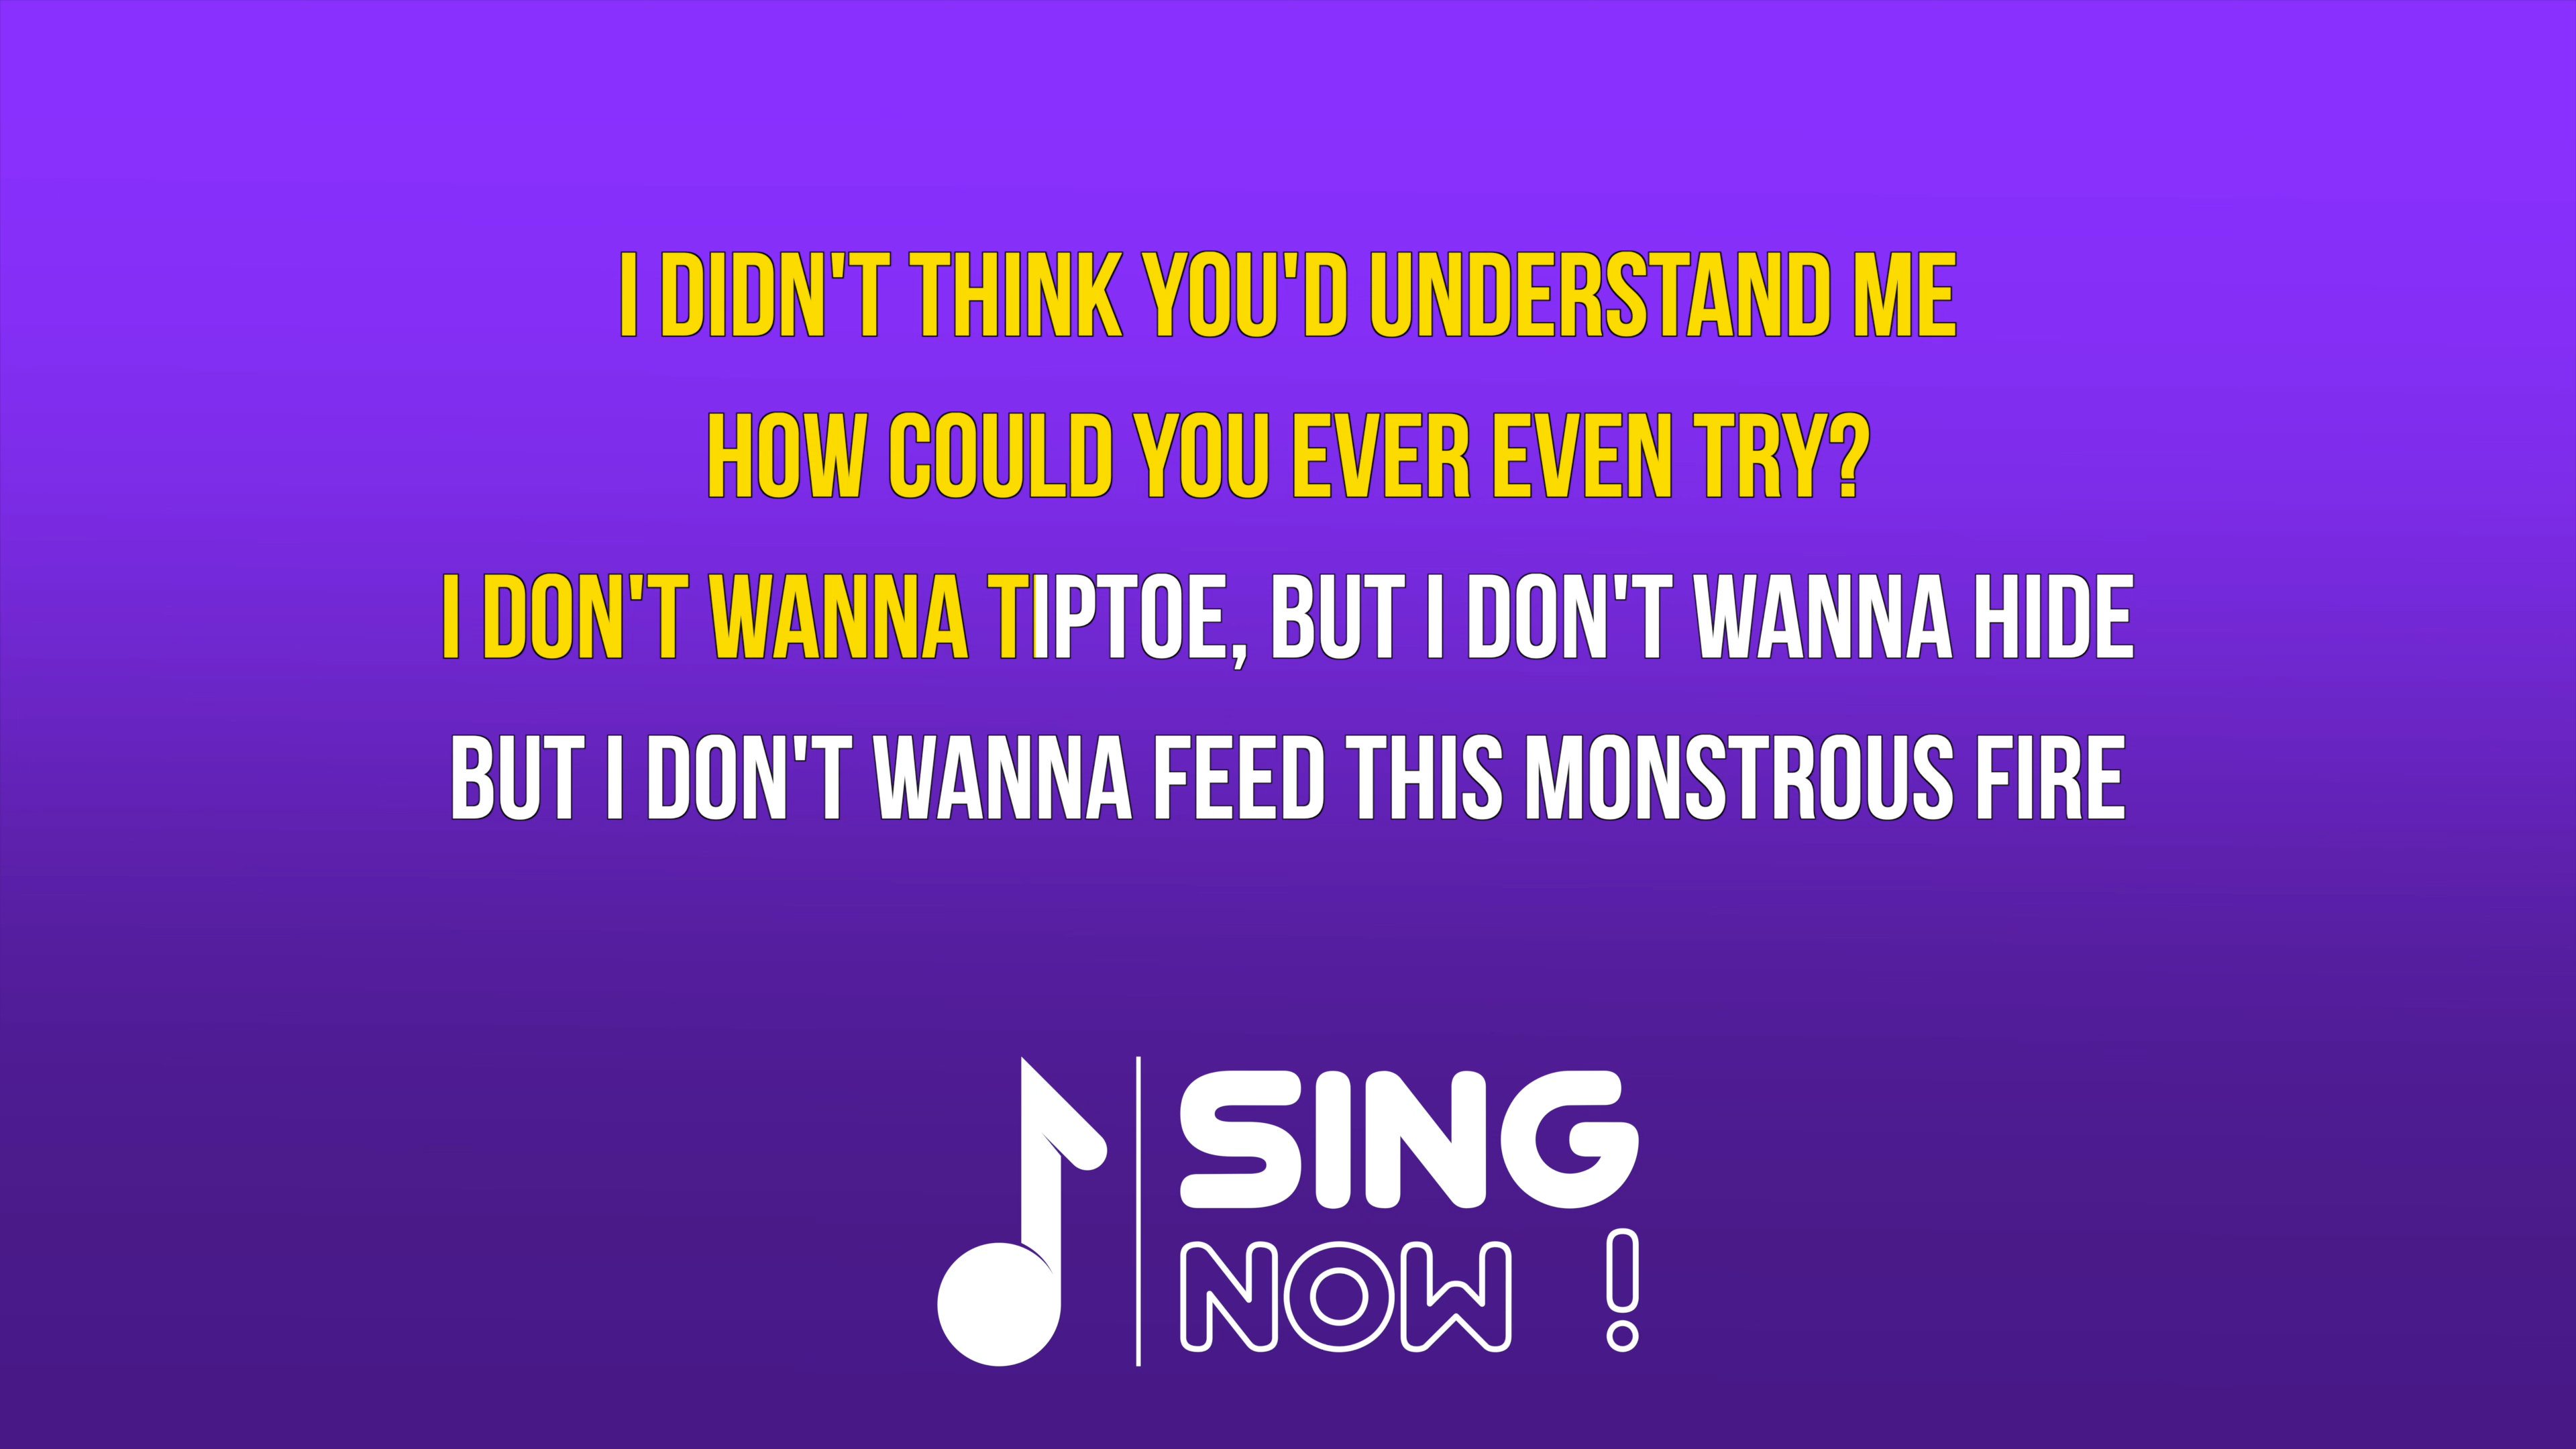 I DIDN'T THINK YOU'D UNDERSTAND ME
HOW COULD YOU EVER EVEN TRY?
I DON'T WANNA TIPTOE, BUT I DON'T WANNA HIDE
BUT I DON'T WANNA FEED THIS MONSTROUS FIRE
SING
NOW !